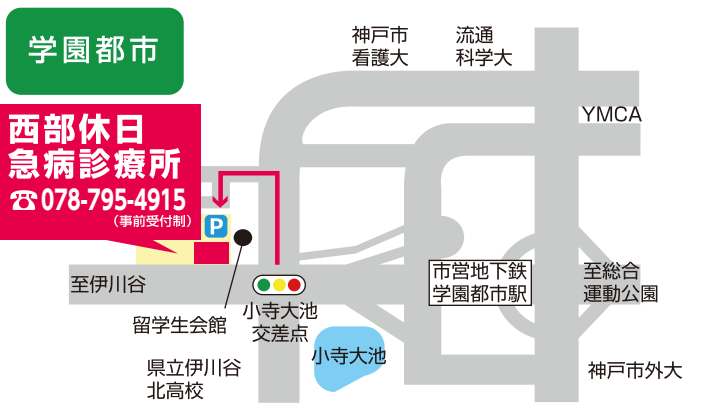 学園都市
神戸市
看護大
流通
科学大
YMCA
西部休日
急病診療所
☎078-795-4915
（事前受付制）
P
至伊川谷
市営地下鉄
学園都市駅
至総合
運動公園
小寺大池
交差点
留学生会館
小寺大池
県立伊川谷
北高校
神戸市外大